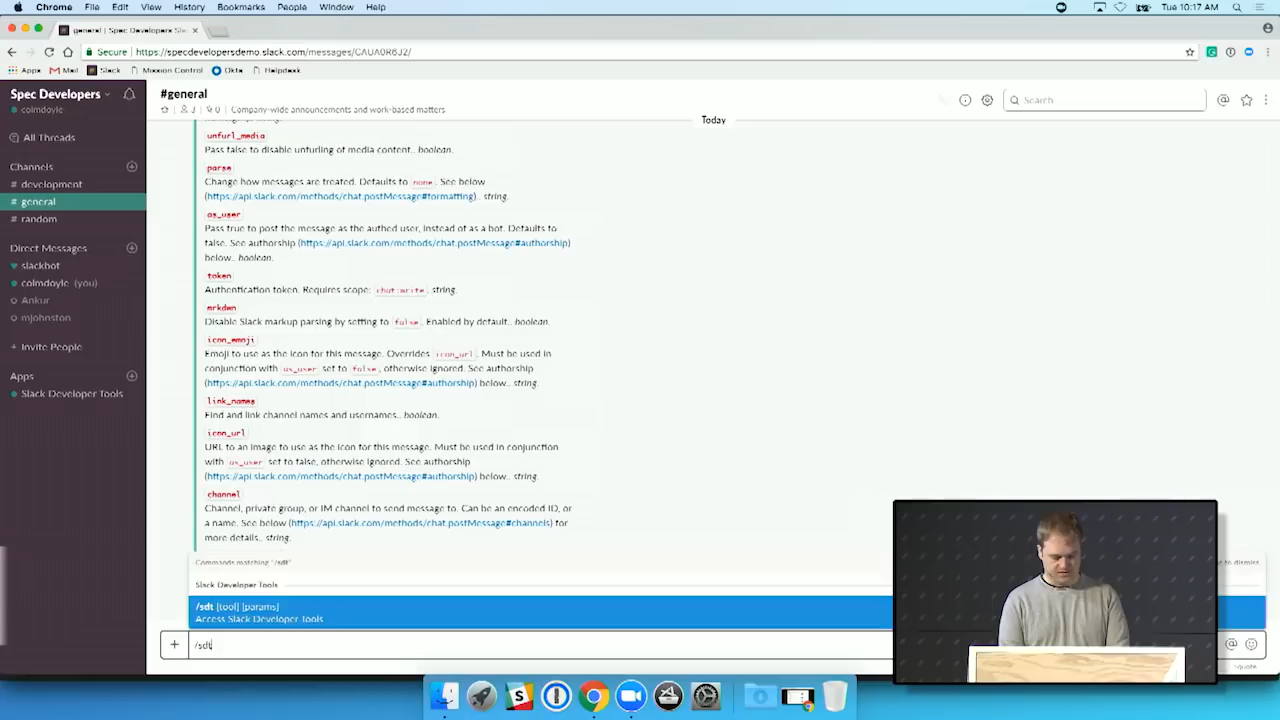 Chrome File Edit View History Bookmarks People Window Help
Tue 10:17 AM
general | Spec Developers Sl
Secure https://specdevelopersdemo.slack.com/messages/CAUA0R6J2/
Apps Mail Slack Mission Control Okta Helpdesk
Spec Developers
colmdoyle
All Threads
Channels
# development
# general
# random
Direct Messages
slackbot
colmdoyle (you)
Ankur
mjohnston
+ Invite People
Apps
Slack Developer Tools
#general
3 0 Company-wide announcements and work-based matters
Search
Today
unfurl_media
Pass false to disable unfurling of media content.. boolean.
parse
Change how messages are treated. Defaults to none. See below
(https://api.slack.com/methods/chat.postMessage#formatting).. string.
as_user
Pass true to post the message as the authed user, instead of as a bot. Defaults to
false. See authorship (https://api.slack.com/methods/chat.postMessage#authorship)
below.. boolean.
token
Authentication token. Requires scope: chat:write. string.
mrkdwn
Disable Slack markup parsing by setting to false. Enabled by default.. boolean.
icon_emoji
Emoji to use as the icon for this message. Overrides icon_url. Must be used in
conjunction with as_user set to false, otherwise ignored. See authorship
(https://api.slack.com/methods/chat.postMessage#authorship) below.. string.
link_names
Find and link channel names and usernames.. boolean.
icon_url
URL to an image to use as the icon for this message. Must be used in conjunction
with as_user set to false, otherwise ignored. See authorship
(https://api.slack.com/methods/chat.postMessage#authorship) below.. string.
channel
Channel, private group, or IM channel to send message to. Can be an encoded ID, or
a name. See below (https://api.slack.com/methods/chat.postMessage#channels) for
more details.. string.
Commands matching "/sdt"
to dismiss
Slack Developer Tools
/sdt [tool] [params]
Access Slack Developer Tools
/sdt
>quote